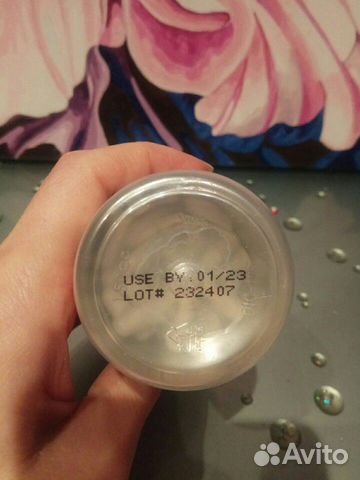 USE BY:01/23
LOT# 232407
Avito